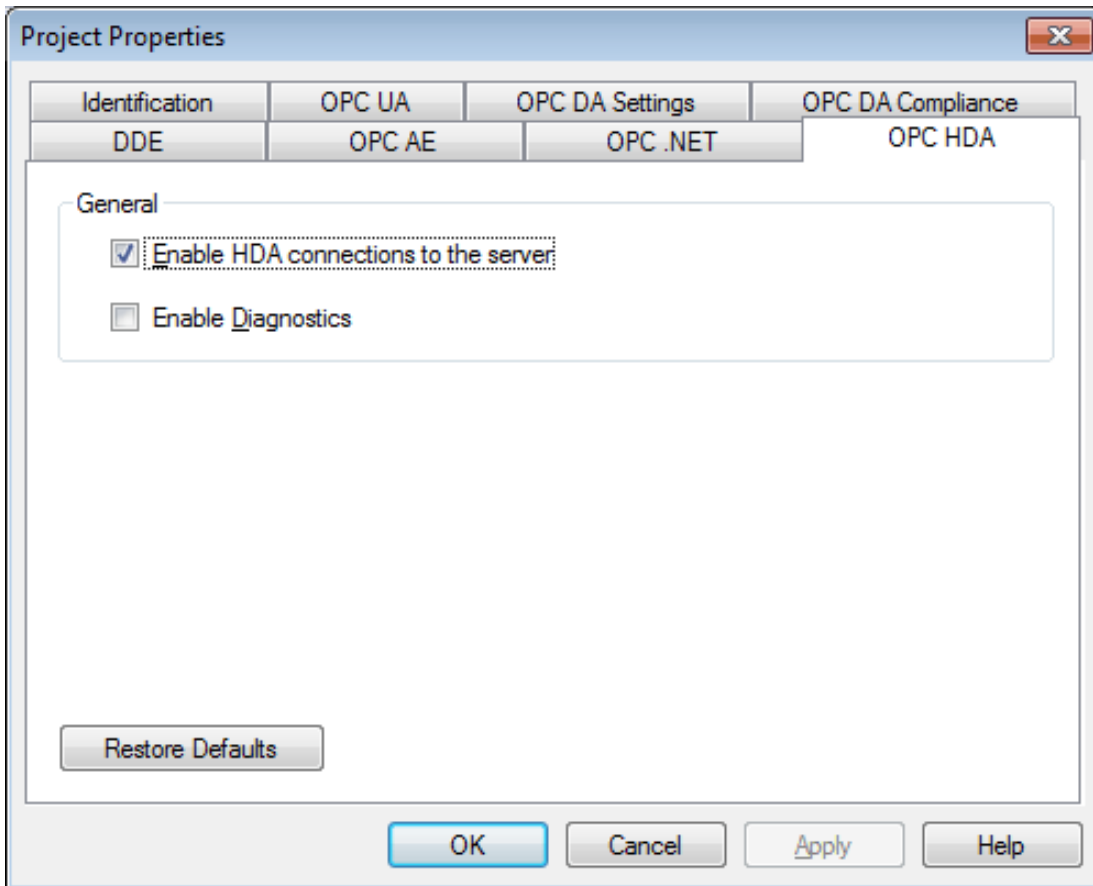 Project Properties
Identification OPC UA OPC DA Settings OPC DA Compliance
DDE OPC AE OPC .NET OPC HDA
General
Enable HDA connections to the server
Enable Diagnostics
Restore Defaults
OK Cancel Apply Help